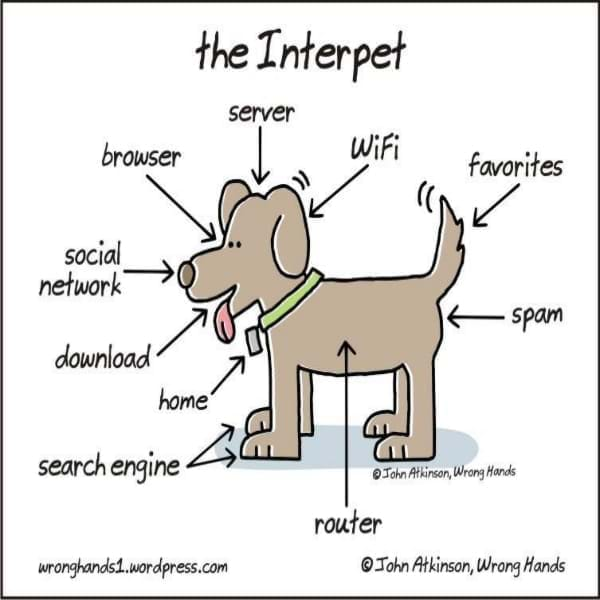 the Interpet
server
browser
WiFi
favorites
social
network
spam
download
home
search engine
©John Atkinson, Wrong Hands
router
wronghands1.wordpress.com
©John Atkinson, Wrong Hands